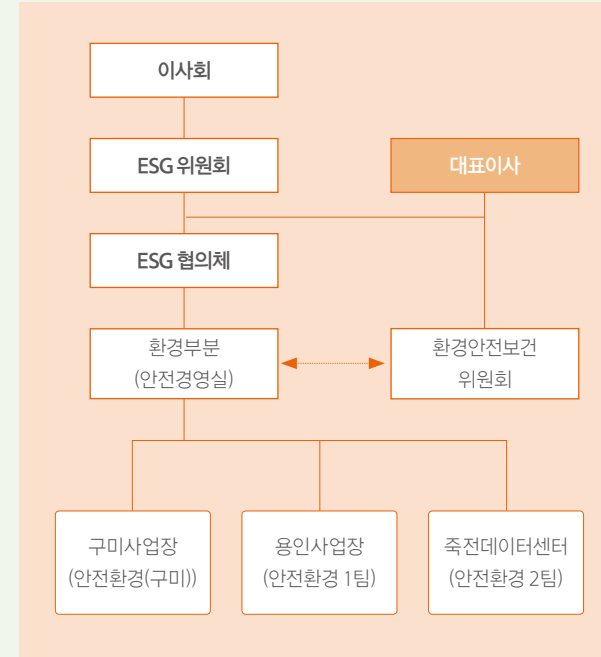 이사회
ESG 위원회
대표이사
ESG 협의체
환경부분
(안전경영실)
환경안전보건
위원회
구미사업장
(안전환경(구미))
용인사업장
(안전환경 1팀)
죽전데이터센터
(안전환경 2팀)